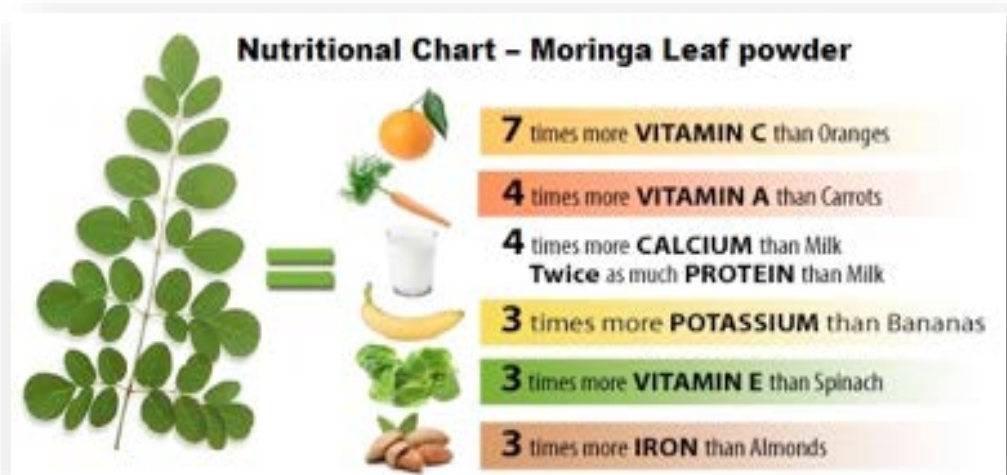 Nutritional Chart – Moringa Leaf powder
7 times more VITAMIN C than Oranges
4 times more VITAMIN A than Carrots
4 times more CALCIUM than Milk
Twice as much PROTEIN than Milk
3 times more POTASSIUM than Bananas
3 times more VITAMIN E than Spinach
3 times more IRON than Almonds